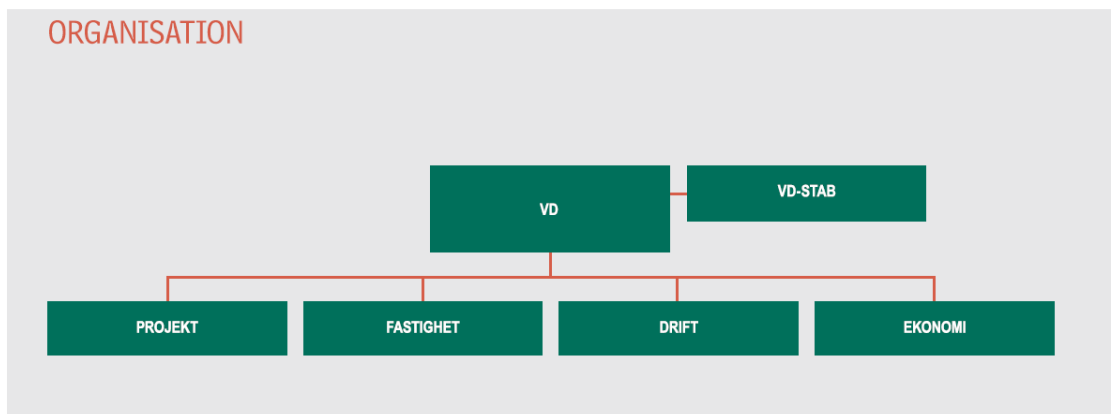 ORGANISATION
VD
VD-STAB
PROJEKT
FASTIGHET
DRIFT
EKONOMI